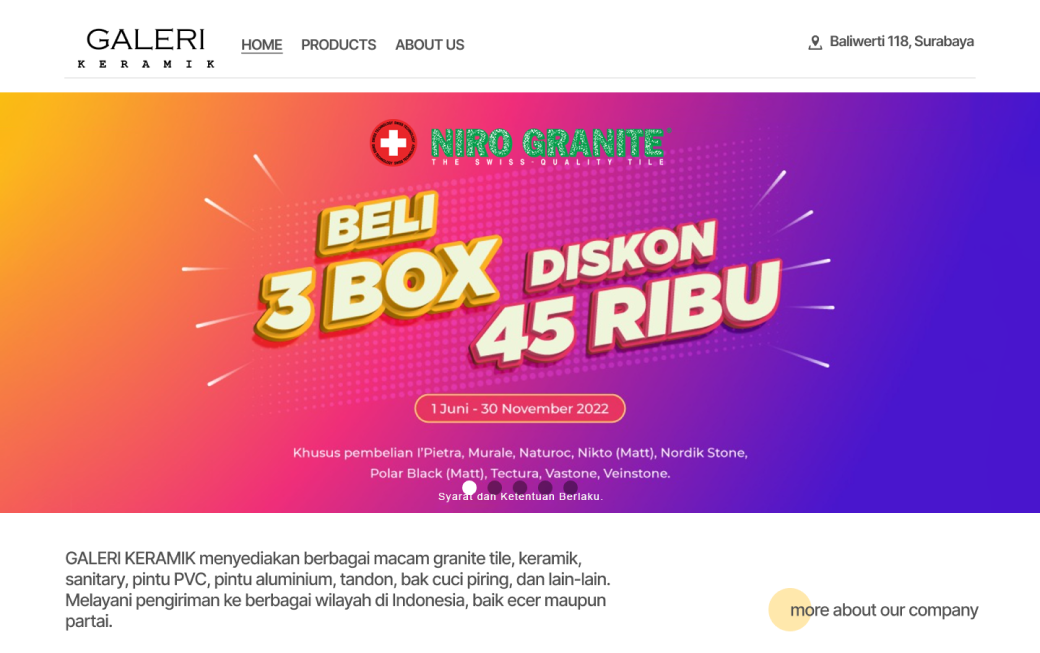 GALERI
KERAMIK
HOME PRODUCTS ABOUT US
Baliwerti 118, Surabaya
NIRO GRANITE
THE SWISS-QUALITY TILE
BELI
3 BOX
DISKON
45 RIBU
1 Juni - 30 November 2022
Khusus pembelian I'Pietra, Murale, Naturoc, Nikto (Matt), Nordik Stone,
Polar Black (Matt), Tectura, Vastone, Veinstone.
Syarat dan Ketentuan Berlaku.
GALERI KERAMIK menyediakan berbagai macam granite tile, keramik,
sanitary, pintu PVC, pintu aluminium, tandon, bak cuci piring, dan lain-lain.
Melayani pengiriman ke berbagai wilayah di Indonesia, baik ecer maupun
partai.
more about our company